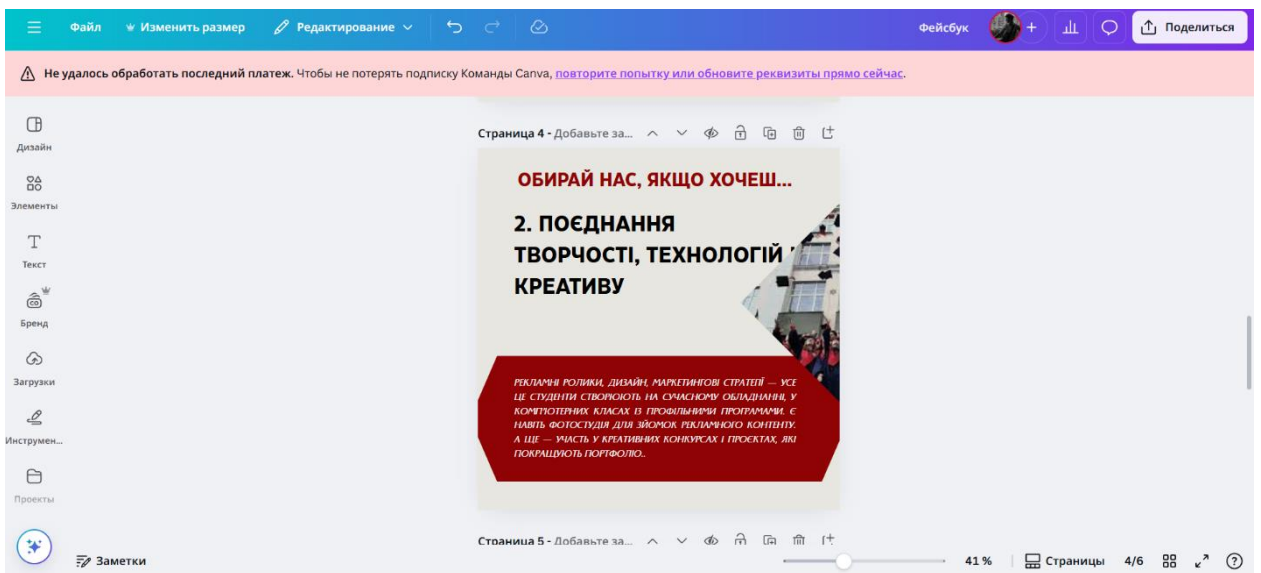 Файл
Изменить размер
Редактирование
Фейсбук
Поделиться
Не удалось обработать последний платеж. Чтобы не потерять подписку Команды Canva, повторите попытку или обновите реквизиты прямо сейчас.
Дизайн
Элементы
Текст
Бренд
Загрузки
Инструмен...
Проекты
Страница 4 - Добавьте за...
ОБИРАЙ НАС, ЯКЩО ХОЧЕШ...
2. ПОЄДНАННЯ
ТВОРЧОСТІ, ТЕХНОЛОГІЙ
КРЕАТИВУ
РЕКЛАМНІ РОЛИКИ, ДИЗАЙН, МАРКЕТИНГОВІ СТРАТЕГІЇ — УСЕ
ЦЕ СТУДЕНТИ СТВОРЮЮТЬ НА СУЧАСНОМУ ОБЛАДНАННІ, У
КОМП'ЮТЕРНИХ КЛАСАХ ІЗ ПРОФІЛЬНИМИ ПРОГРАМАМИ. Є
НАВІТЬ ФОТОСТУДІЯ ДЛЯ ЗЙОМОК РЕКЛАМНОГО КОНТЕНТУ.
А ЩЕ — УЧАСТЬ У КРЕАТИВНИХ КОНКУРСАХ І ПРОЄКТАХ, ЯКІ
ПОКРАЩУЮТЬ ПОРТФОЛІО..
Страница 5 - Добавьте за...
Заметки
41 %
Страницы
4/6